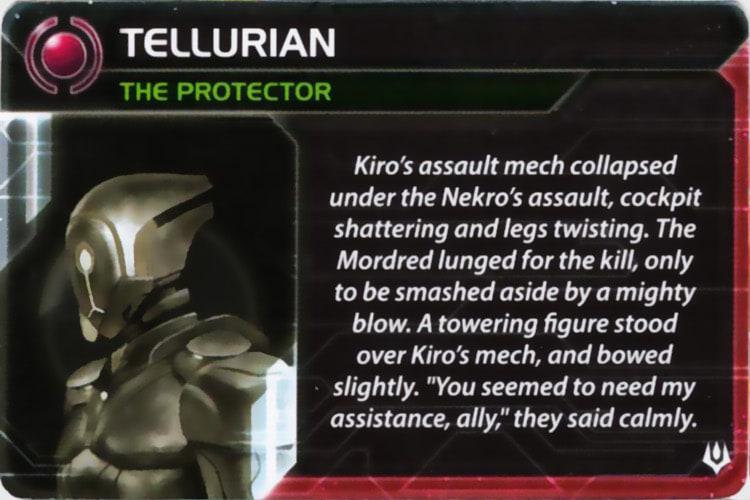 TELLURIAN
THE PROTECTOR
Kiro's assault mech collapsed
under the Nekro's assault, cockpit
shattering and legs twisting. The
Mordred lunged for the kill, only
to be smashed aside by a mighty
blow. A towering figure stood
over Kiro's mech, and bowed
slightly. "You seemed to need my
assistance, ally," they said calmly.